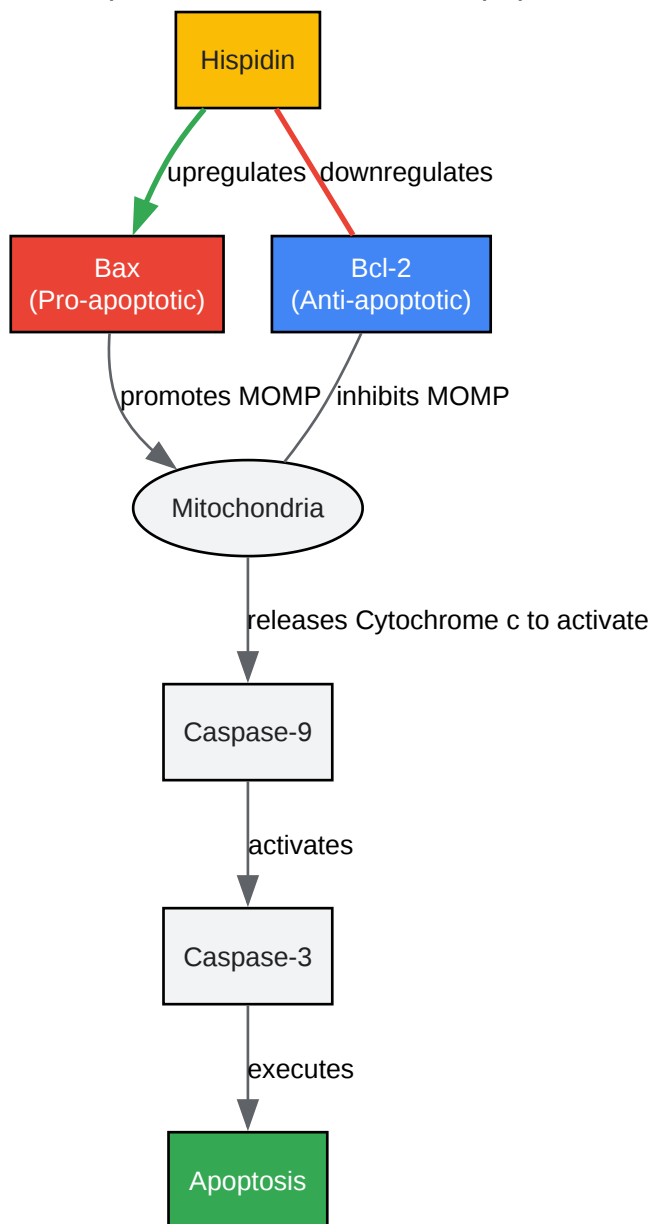 Hispidin
upregulates
downregulates
Bax
(Pro-apoptotic)
Bcl-2
(Anti-apoptotic)
promotes MOMP
inhibits MOMP
Mitochondria
releases Cytochrome c to activate
Caspase-9
activates
Caspase-3
executes
Apoptosis